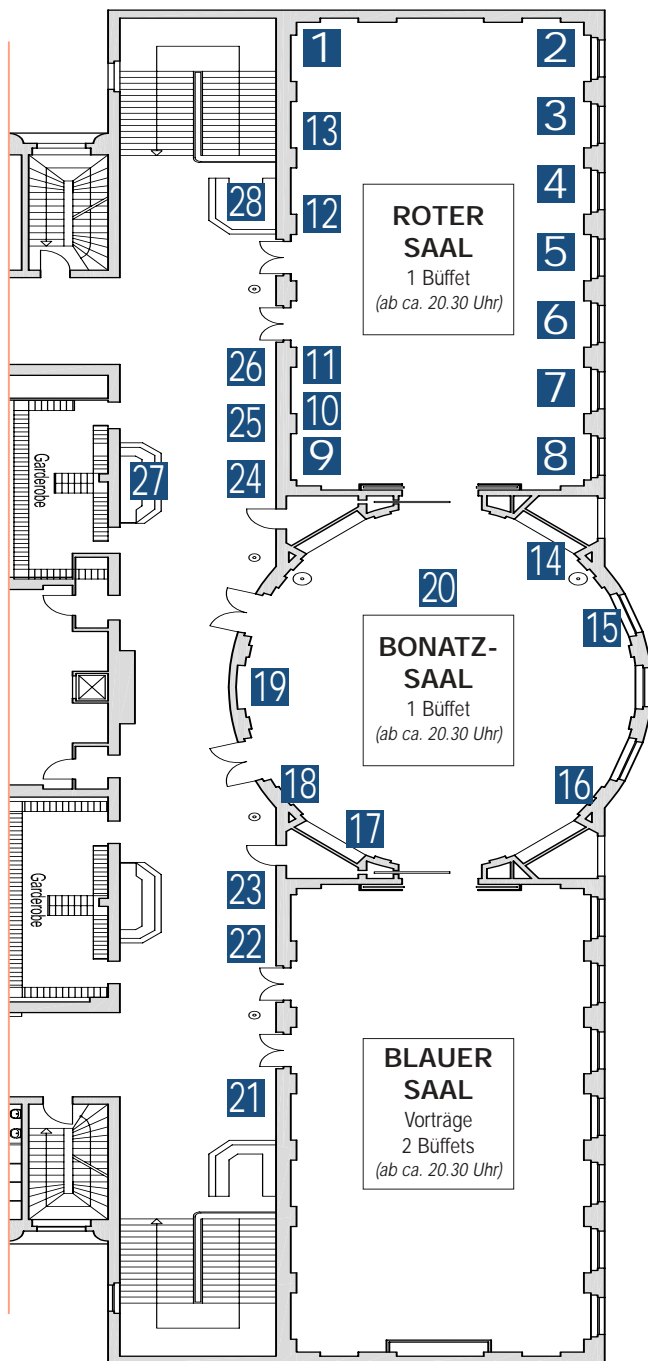 1
2
3
13
4
28
12
ROTER
SAAL
1 Büffet
(ab ca. 20.30 Uhr)
5
6
26
11
7
25
10
24
9
8
Garderobe
27
14
20
15
BONATZ-
SAAL
1 Büffet
(ab ca. 20.30 Uhr)
19
18
16
17
23
Garderobe
22
BLAUER
SAAL
Vorträge
2 Büffets
(ab ca. 20.30 Uhr)
21